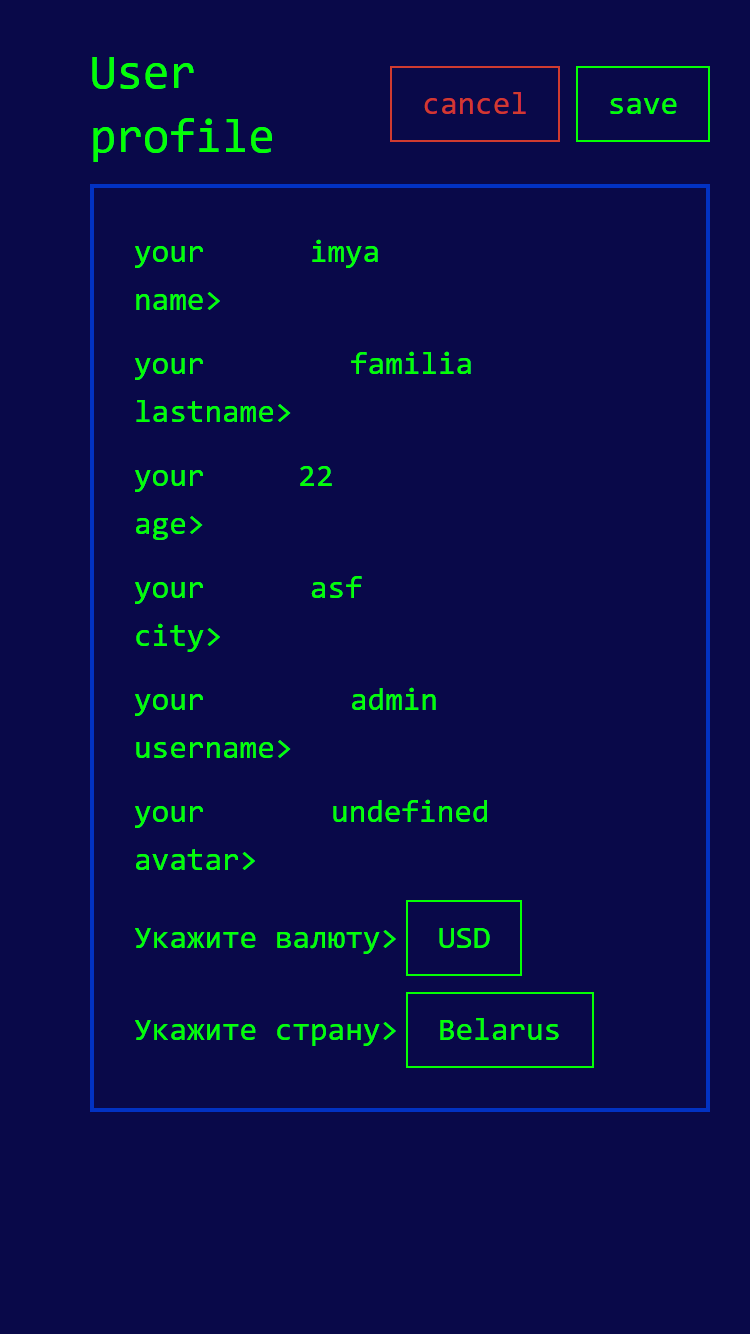 User
profile
cancel save
your imya
name>
your familia
lastname>
your 22
age>
your asf
city>
your admin
username>
your undefined
avatar>
Укажите валюту> USD
Укажите страну> Belarus